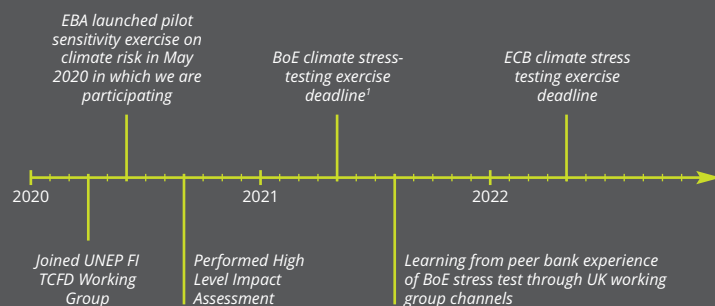 EBA launched pilot
sensitivity exercise on
climate risk in May
2020 in which we are
participating
BoE climate stress-
testing exercise
deadline¹
ECB climate stress
testing exercise
deadline
2020
2021
2022
Joined UNEP FI
TCFD Working
Group
Performed High
Level Impact
Assessment
Learning from peer bank experience
of BoE stress test through UK working
group channels